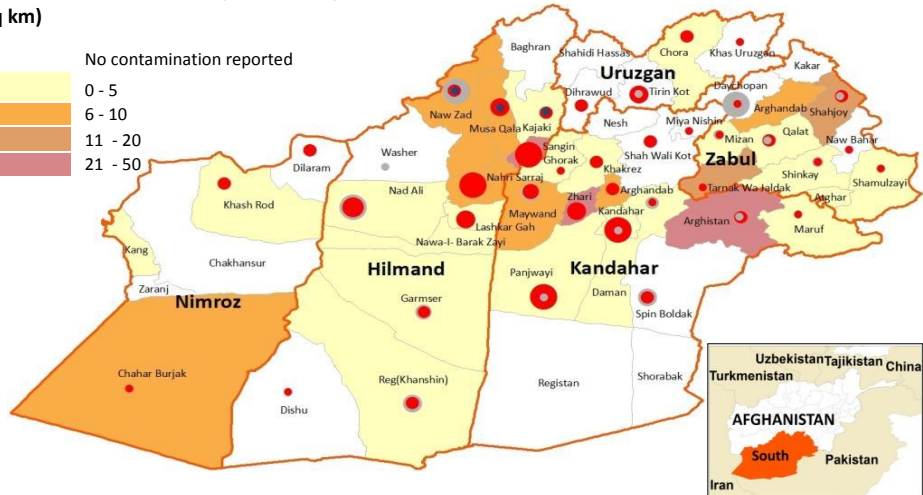 km)
No contamination reported
0 - 5
6 - 10
11 - 20
21 - 50
Baghran
Shahidi Hassas
Chora
Khas Uruzgan
Kakar
Uruzgan
Daychopan
Dihrawud
Tirin Kot
Arghandab
Shahjoy
Naw Zad
Musa Qala
Kajaki
Nesh
Miya Nishin
Mizan
Qalat
Naw Bahar
Washer
Sangin
Ghorak
Shah Wali Kot
Zabul
Dilaram
Khakrez
Shinkay
Shamulzayi
Nahri Sarraj
Nad Ali
Arghandab
Tarnak Wa Jaldak
Atghar
Khash Rod
Zhari
Maywand
Kandahar
Arghistan
Lashkar Gah
Maruf
Nawa-I- Barak Zayi
Kang
Chakhansur
Hilmand
Kandahar
Panjwayi
Zaranj
Nimroz
Daman
Garmser
Spin Boldak
Chahar Burjak
Reg(Khanshin)
Registan
Shorabak
Dishu
Uzbekistan
Tajikistan
China
Turkmenistan
AFGHANISTAN
South
Pakistan
Iran